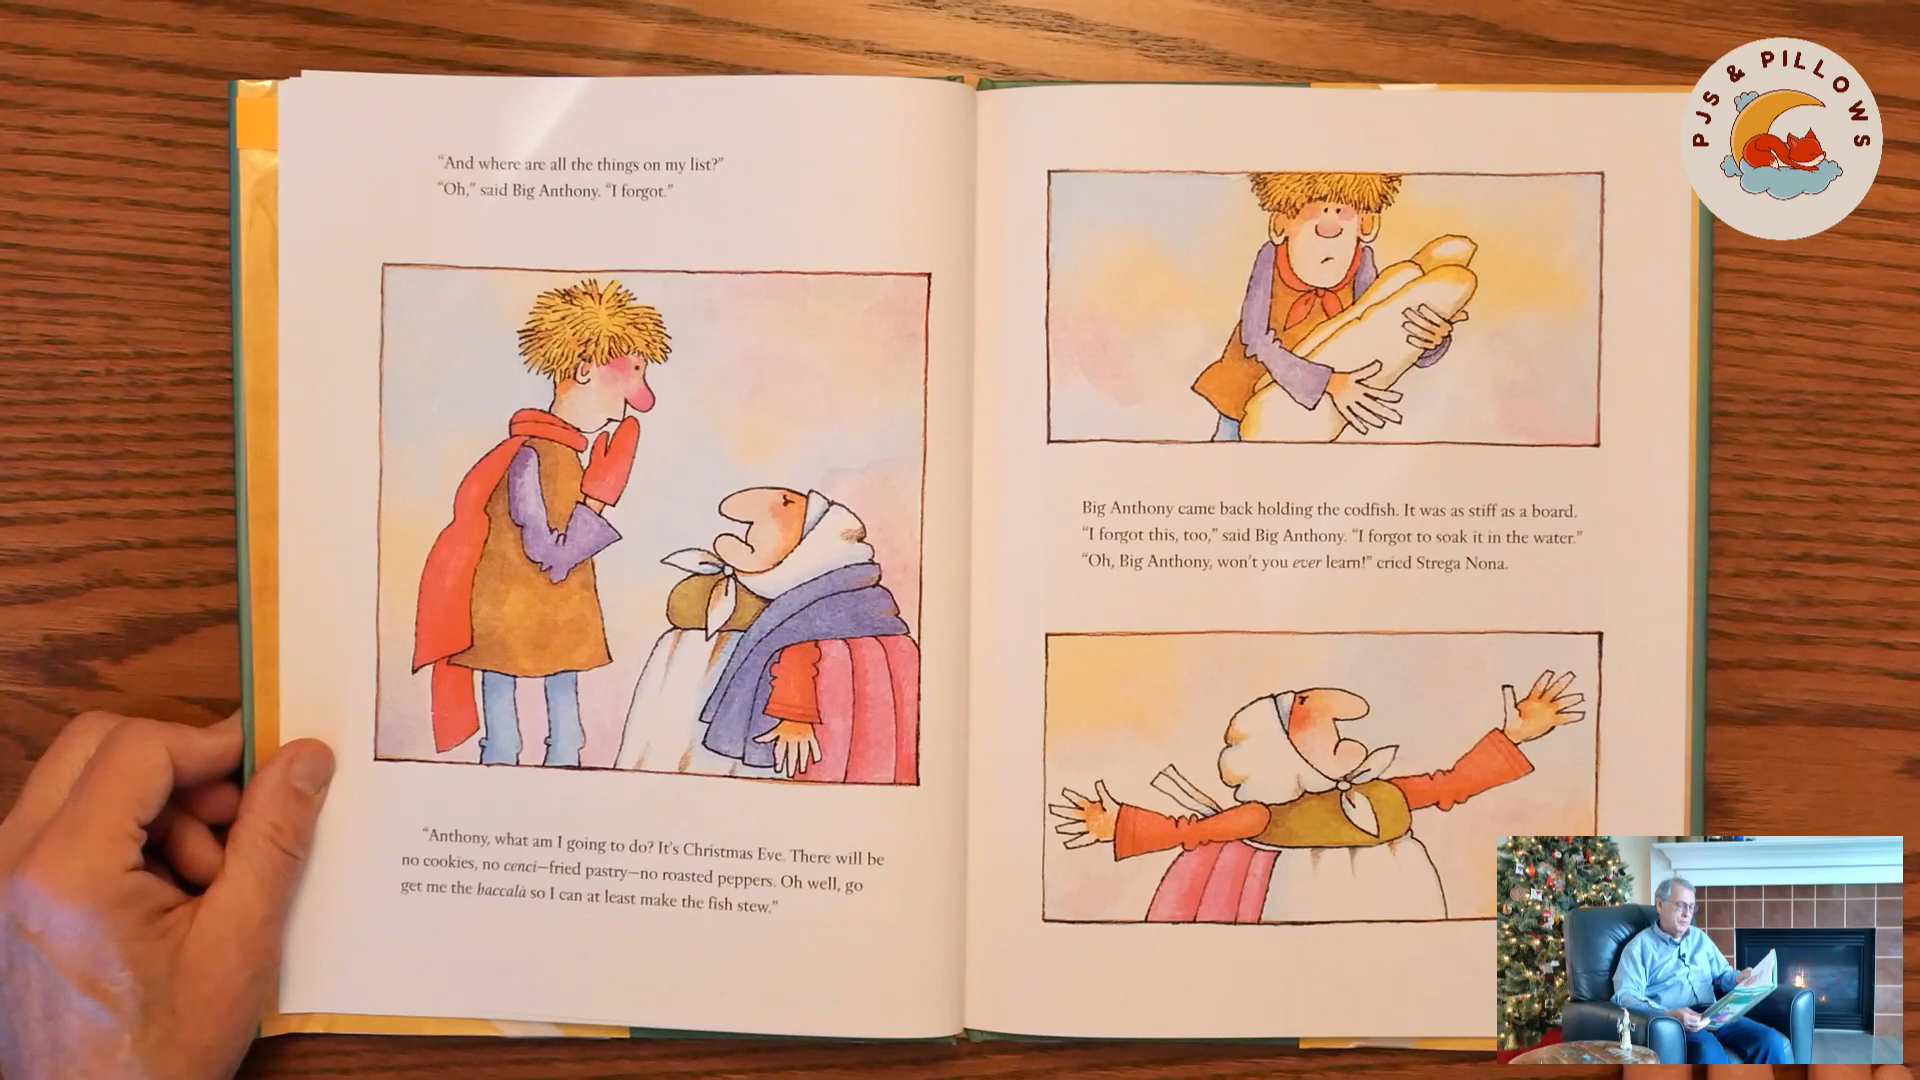 “And where are all the things on my list?”
“Oh,” said Big Anthony. “I forgot.”
“Anthony, what am I going to do? It’s Christmas Eve. There will be
no cookies, no cenci—fried pastry—no roasted peppers. Oh well, go
get me the baccalà so I can at least make the fish stew.”
Big Anthony came back holding the codfish. It was as stiff as a board.
“I forgot this, too,” said Big Anthony. “I forgot to soak it in the water.”
“Oh, Big Anthony, won’t you ever learn!” cried Strega Nona.
PJS & PILLOWS